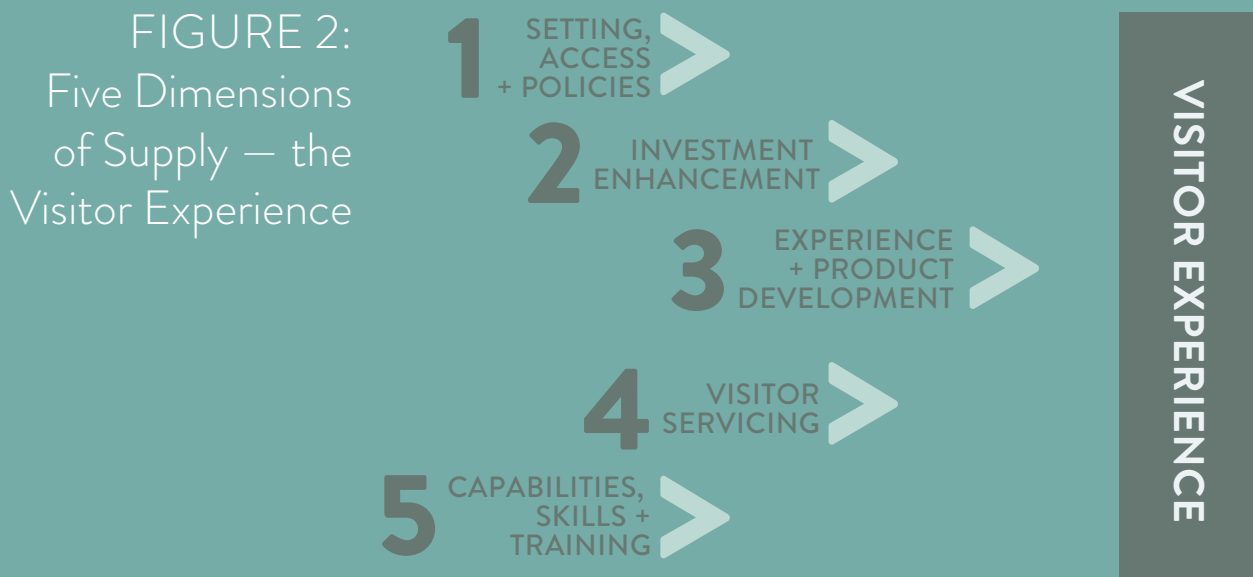 FIGURE 2:
Five Dimensions
of Supply — the
Visitor Experience
1
SETTING,
ACCESS
+ POLICIES
2
INVESTMENT
ENHANCEMENT
3
EXPERIENCE
+ PRODUCT
DEVELOPMENT
4
VISITOR
SERVICING
5
CAPABILITIES,
SKILLS +
TRAINING
VISITOR EXPERIENCE